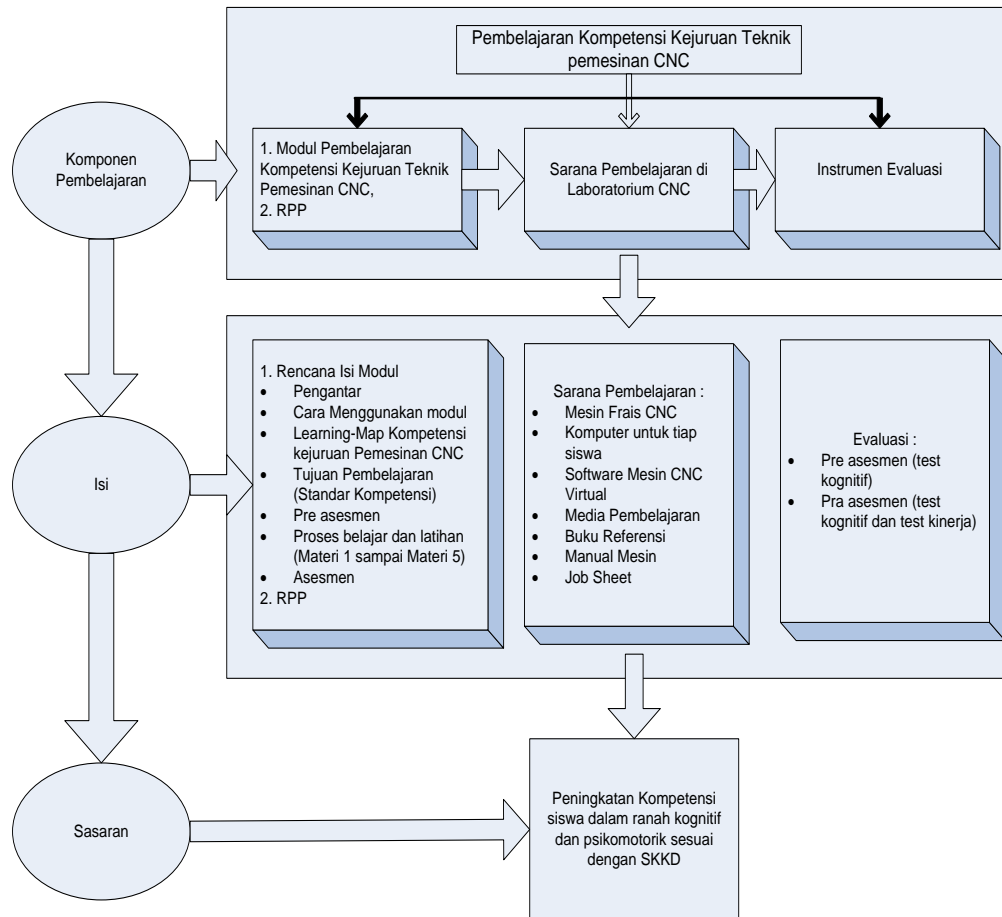 Pembelajaran Kompetensi Kejuruan Teknik
pemesinan CNC
Komponen
Pembelajaran
1. Modul Pembelajaran
Kompetensi Kejuruan Teknik
Pemesinan CNC,
2. RPP
Sarana Pembelajaran di
Laboratorium CNC
Instrumen Evaluasi
Isi
1. Rencana Isi Modul
• Pengantar
• Cara Menggunakan modul
• Learning-Map Kompetensi
kejuruan Pemesinan CNC
• Tujuan Pembelajaran
(Standar Kompetensi)
• Pre asesmen
• Proses belajar dan latihan
(Materi 1 sampai Materi 5)
• Asesmen
2. RPP
Sarana Pembelajaran :
• Mesin Frais CNC
• Komputer untuk tiap
siswa
• Software Mesin CNC
Virtual
• Media Pembelajaran
• Buku Referensi
• Manual Mesin
• Job Sheet
Evaluasi :
• Pre asesmen (test
kognitif)
• Pra asesmen (test
kognitif dan test kinerja)
Sasaran
Peningkatan Kompetensi
siswa dalam ranah kognitif
dan psikomotorik sesuai
dengan SKKD